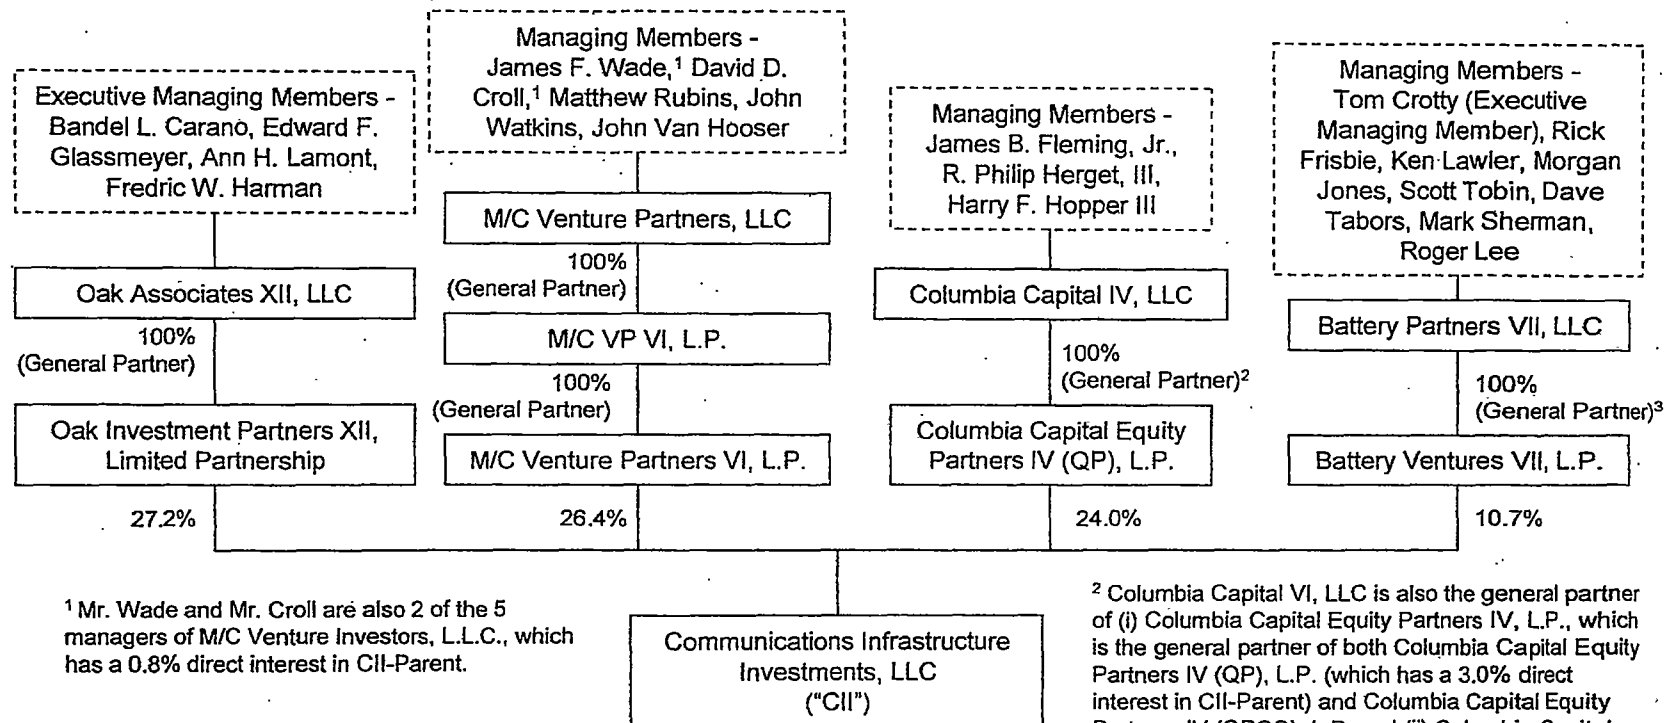 Executive Managing Members -
Bandel L. Carano, Edward F.
Glassmeyer, Ann H. Lamont,
Fredric W. Harman
Oak Associates XII, LLC
100%
(General Partner)
Oak Investment Partners XII,
Limited Partnership
27.2%
Managing Members -
James F. Wade,¹ David D.
Croll,¹ Matthew Rubins, John
Watkins, John Van Hooser
M/C Venture Partners, LLC
100%
(General Partner)
M/C VP VI, L.P.
100%
(General Partner)
M/C Venture Partners VI, L.P.
26.4%
Managing Members -
James B. Fleming, Jr.,
R. Philip Herget, III,
Harry F. Hopper III
Columbia Capital IV, LLC
100%
(General Partner)²
Columbia Capital Equity
Partners IV (QP), L.P.
24.0%
Managing Members -
Tom Crotty (Executive
Managing Member), Rick
Frisbie, Ken Lawler, Morgan
Jones, Scott Tobin, Dave
Tabors, Mark Sherman,
Roger Lee
Battery Partners VII, LLC
100%
(General Partner)³
Battery Ventures VII, L.P.
10.7%
¹ Mr. Wade and Mr. Croll are also 2 of the 5
managers of M/C Venture Investors, L.L.C., which
has a 0.8% direct interest in CII-Parent.
Communications Infrastructure
Investments, LLC
("CII")
² Columbia Capital VI, LLC is also the general partner
of (i) Columbia Capital Equity Partners IV, L.P., which
is the general partner of both Columbia Capital Equity
Partners IV (QP), L.P. (which has a 3.0% direct
interest in CII-Parent) and Columbia Capital Equity